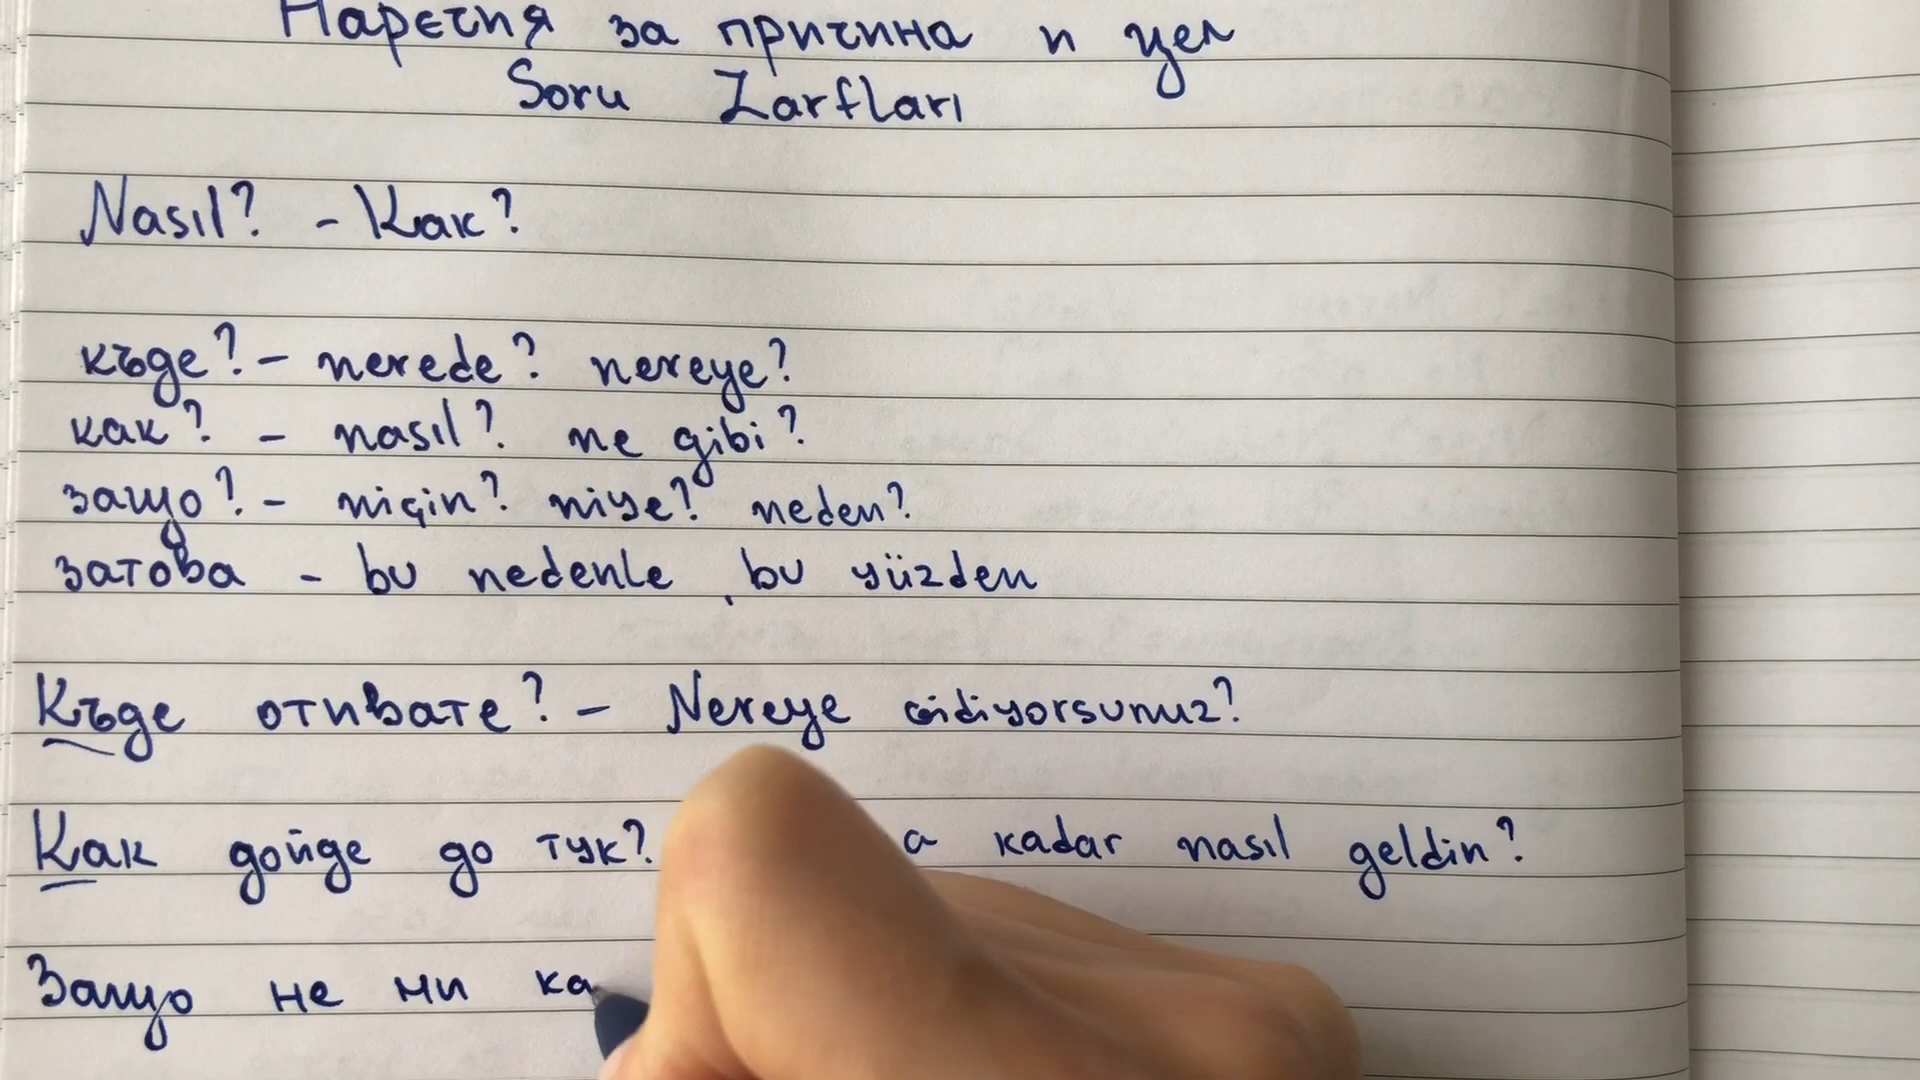 Наречия за причина и цел
Soru Zarfları
Nasıl? - Как?
къде? - nerede? nereye?
как? - nasıl? ne gibi?
защо? - niçin? niye? neden?
затова - bu nedenle, bu yüzden
Къде отивате? - Nereye gidiyorsunuz?
Как дойде до тук? a kadar nasıl geldin?
Защо не ми ка